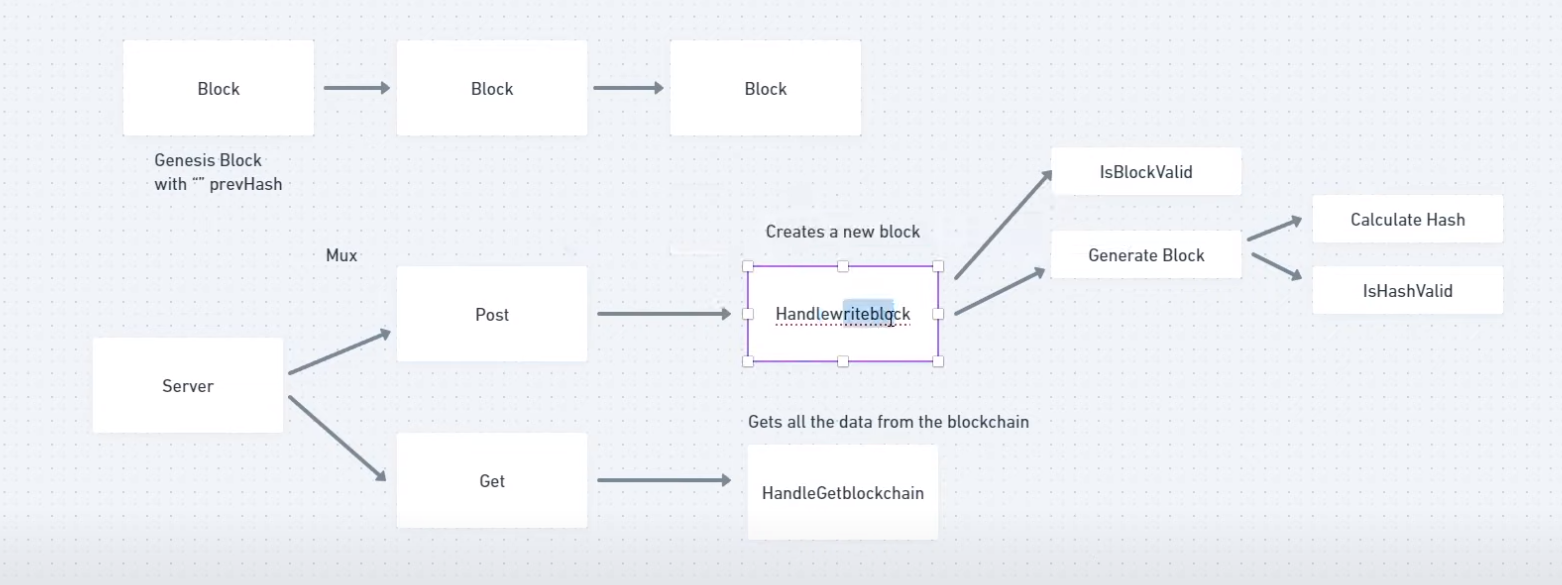 Block
Block
Block
Genesis Block
with “” prevHash
IsBlockValid
Calculate Hash
Creates a new block
Mux
Generate Block
IsHashValid
Post
Handlewriteblock
Server
Gets all the data from the blockchain
Get
HandleGetblockchain